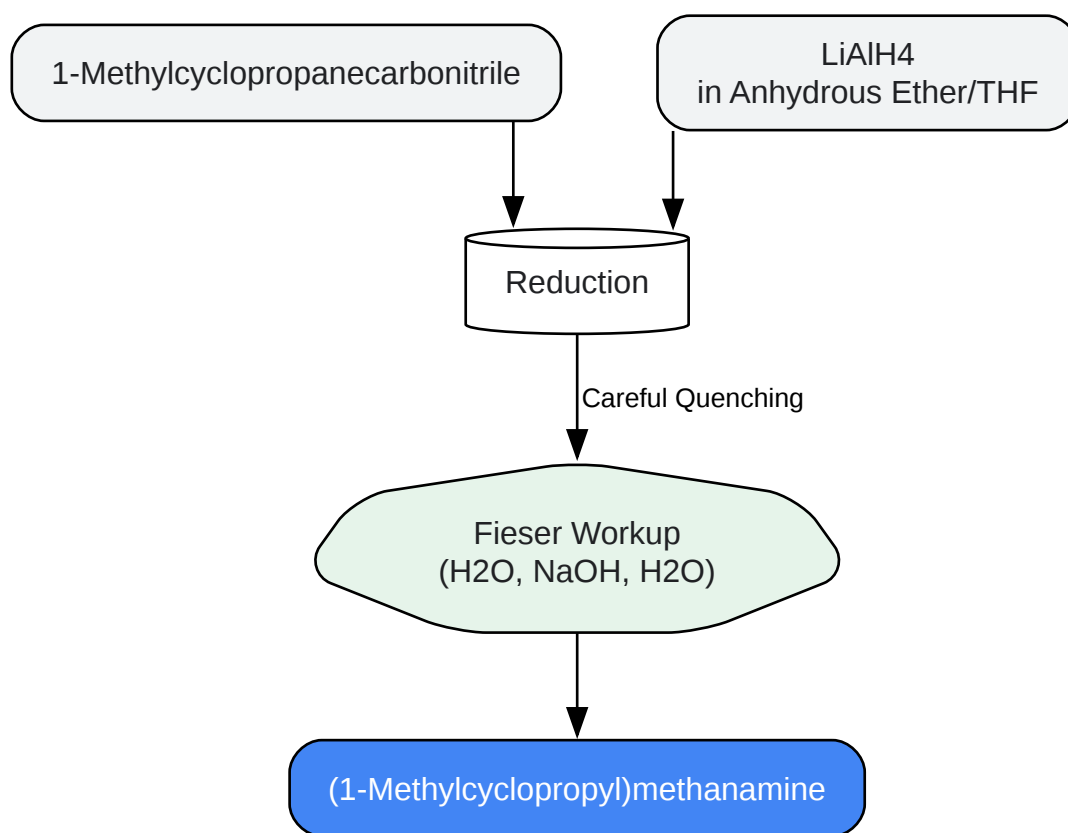 1-Methylcyclopropanecarbonitrile
LiAlH4
in Anhydrous Ether/THF
Reduction
Careful Quenching
Fieser Workup
(H2O, NaOH, H2O)
(1-Methylcyclopropyl)methanamine